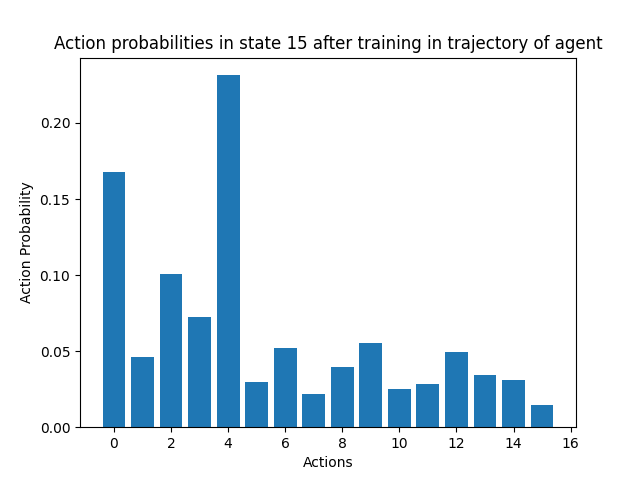 Action probabilities in state 15 after training in trajectory of agent
0.20
0.15
0.10
0.05
0.00
Action Probability
0 2 4 6 8 10 12 14 16
Actions